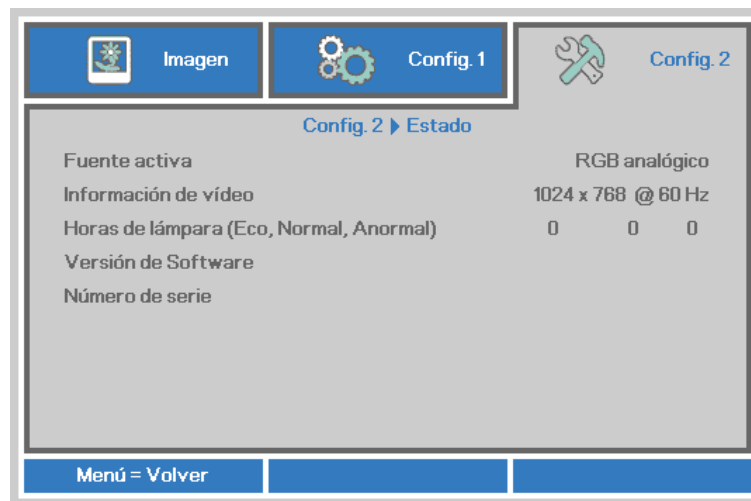 Imagen Config. 1 Config. 2
Config. 2 ▶ Estado
Fuente activa RGB analógico
Información de vídeo 1024 x 768 @ 60 Hz
Horas de lámpara (Eco, Normal, Anormal) 0 0 0
Versión de Software
Número de serie
Menú = Volver